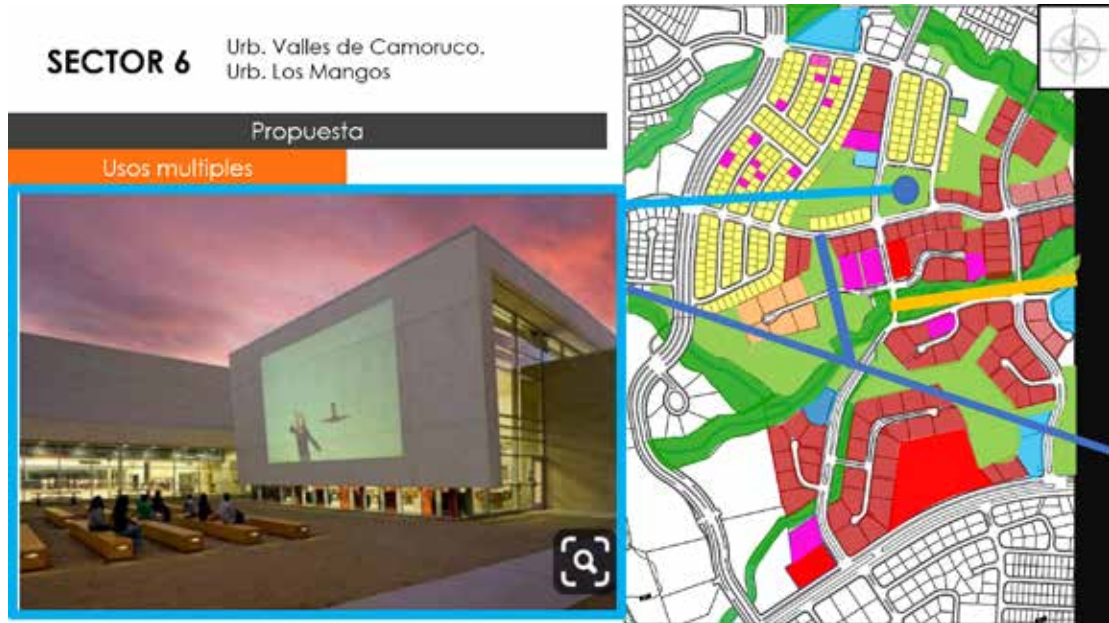 SECTOR 6
Urb. Valles de Camoruco.
Urb. Los Mangos
Propuesta
Usos multiples